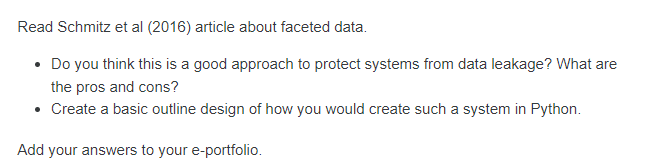 Read Schmitz et al (2016) article about faceted data.
• Do you think this is a good approach to protect systems from data leakage? What are
the pros and cons?
• Create a basic outline design of how you would create such a system in Python.
Add your answers to your e-portfolio.